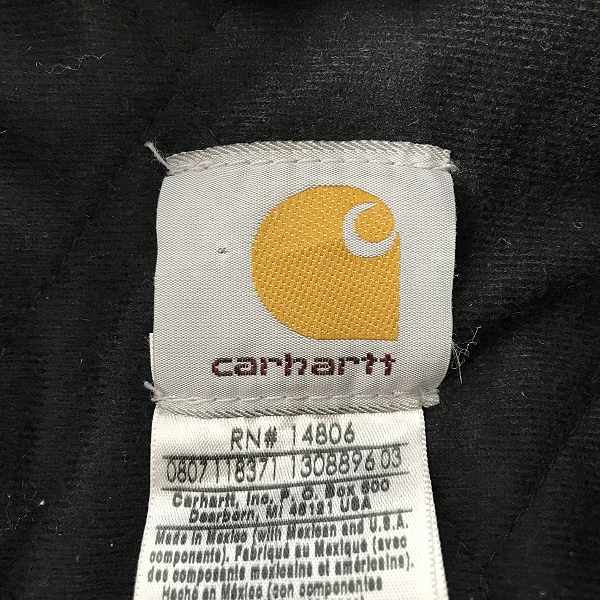 carhartt
RN# 14806
0807118371 1308896 03
Carhartt, Inc. P. O. Box 600
Dearborn, MI 48121 USA
Made in Mexico (with Mexican and U.S.A.
components). Fabriqué au Mexique (avec
des composants mexicains et américains).
Hecho en México (con componentes